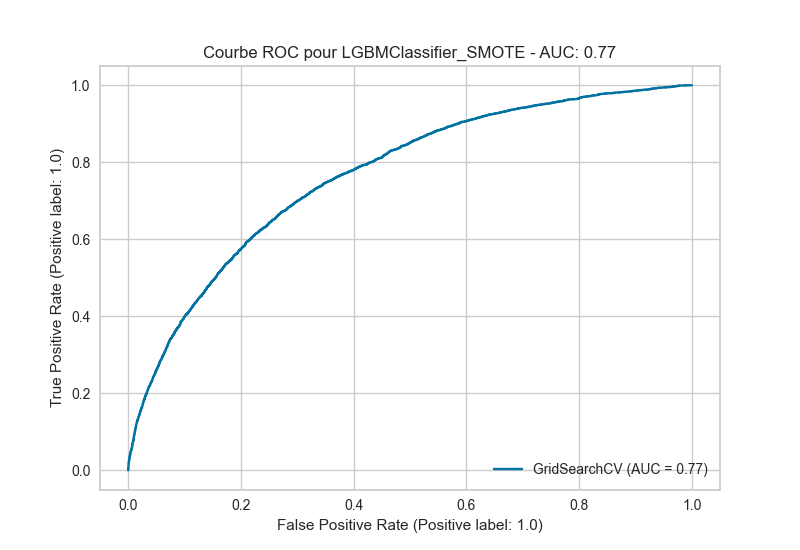 Courbe ROC pour LGBMClassifier_SMOTE - AUC: 0.77
True Positive Rate (Positive label: 1.0)
1.0
0.8
0.6
0.4
0.2
0.0
GridSearchCV (AUC = 0.77)
0.0 0.2 0.4 0.6 0.8 1.0
False Positive Rate (Positive label: 1.0)